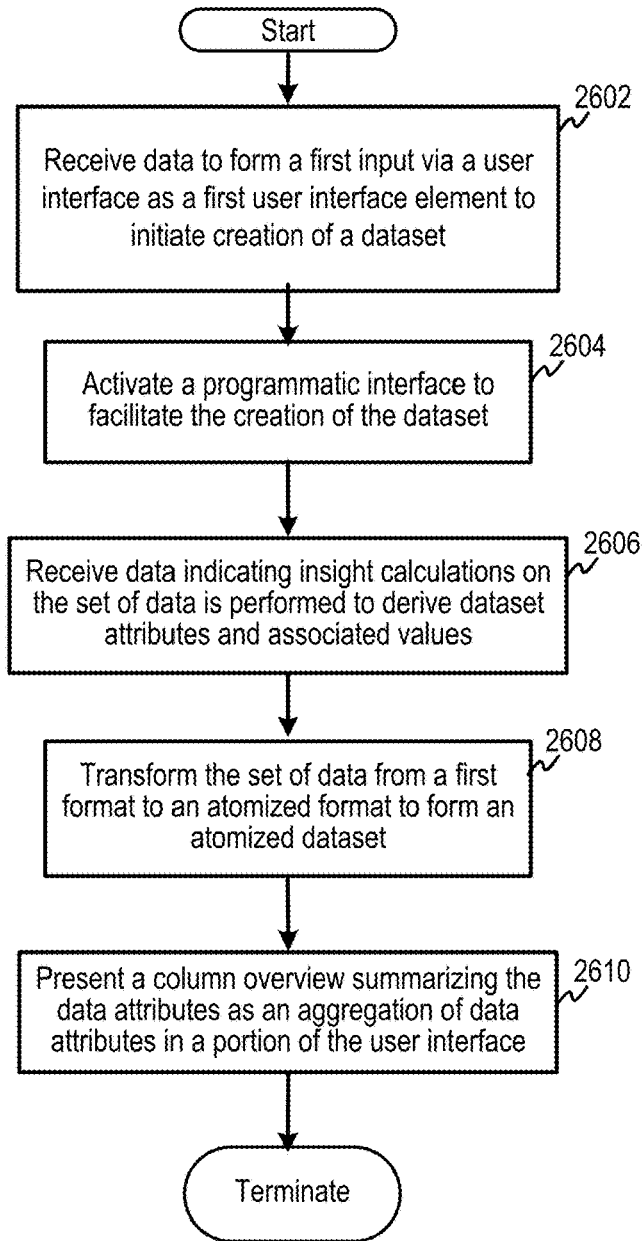 Start
2602
Receive data to form a first input via a user
interface as a first user interface element to
initiate creation of a dataset
2604
Activate a programmatic interface to
facilitate the creation of the dataset
2606
Receive data indicating insight calculations on
the set of data is performed to derive dataset
attributes and associated values
2608
Transform the set of data from a first
format to an atomized format to form an
atomized dataset
2610
Present a column overview summarizing the
data attributes as an aggregation of data
attributes in a portion of the user interface
Terminate